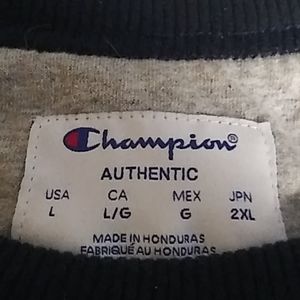 Champion®
AUTHENTIC
USA CA MEX JPN
L L/G G 2XL
MADE IN HONDURAS
FABRIQUÉ AU HONDURAS